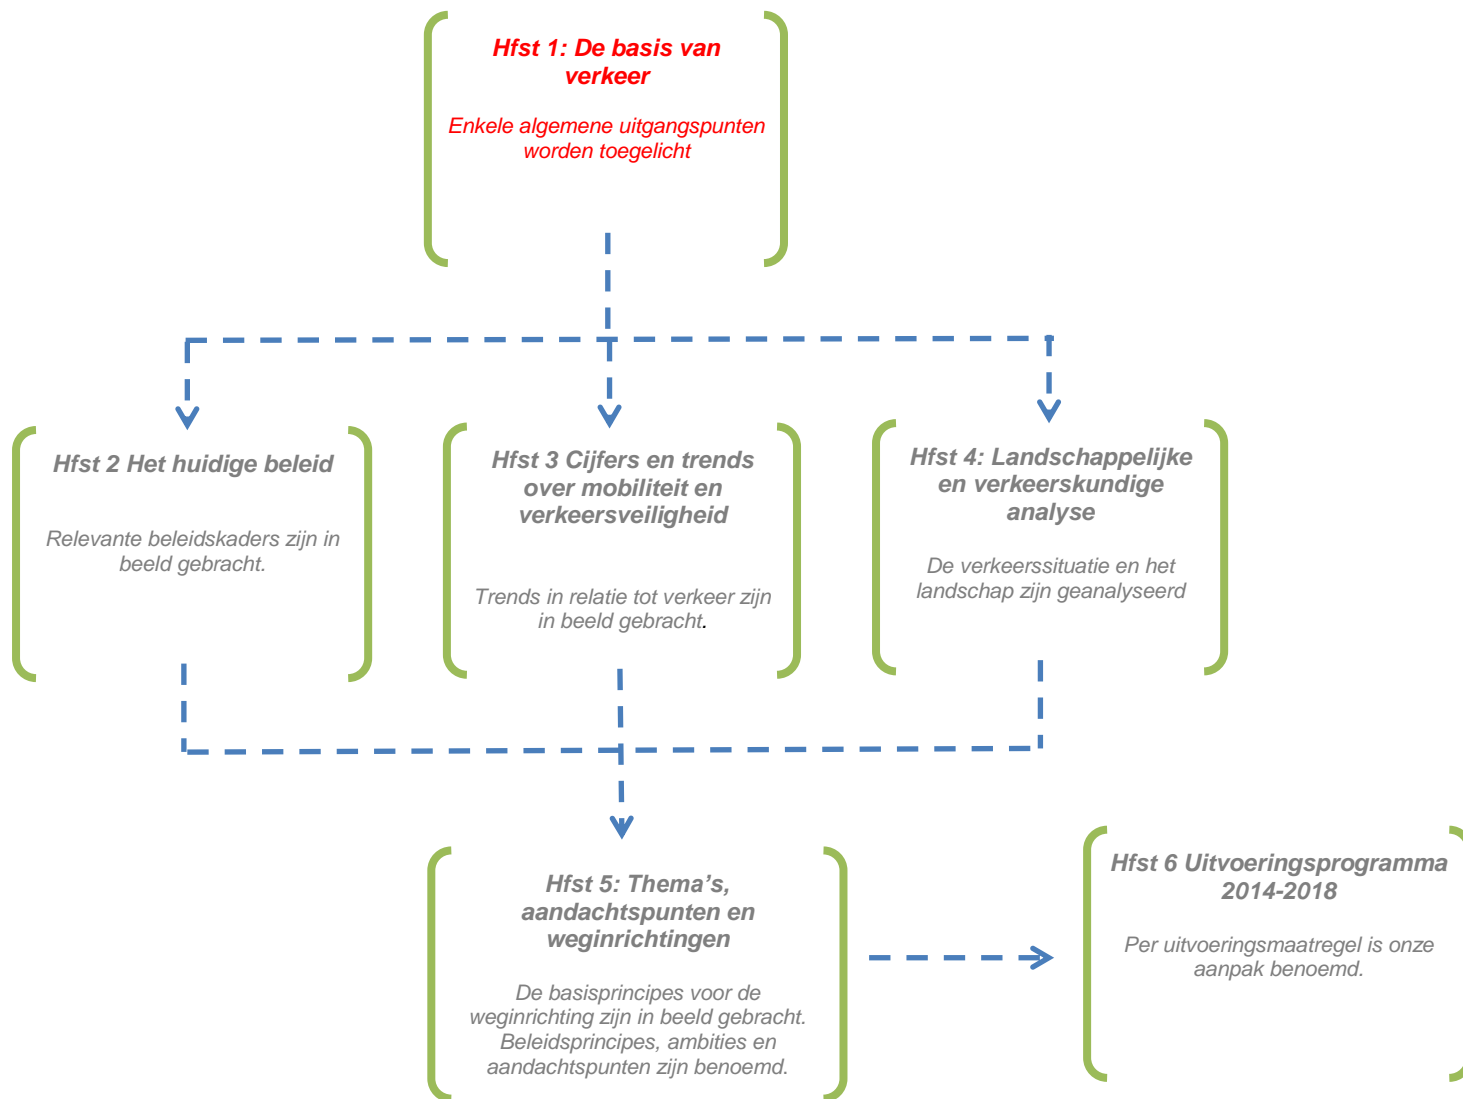 Hfst 1: De basis van
verkeer
Enkele algemene uitgangspunten
worden toegelicht
Hfst 2 Het huidige beleid
Relevante beleidskaders zijn in
beeld gebracht.
Hfst 3 Cijfers en trends
over mobiliteit en
verkeersveiligheid
Trends in relatie tot verkeer zijn
in beeld gebracht.
Hfst 4: Landschappelijke
en verkeerskundige
analyse
De verkeerssituatie en het
landschap zijn geanalyseerd
Hfst 5: Thema's,
aandachtspunten en
weginrichtingen
De basisprincipes voor de
weginrichting zijn in beeld gebracht.
Beleidsprincipes, ambities en
aandachtspunten zijn benoemd.
Hfst 6 Uitvoeringsprogramma
2014-2018
Per uitvoeringsmaatregel is onze
aanpak benoemd.